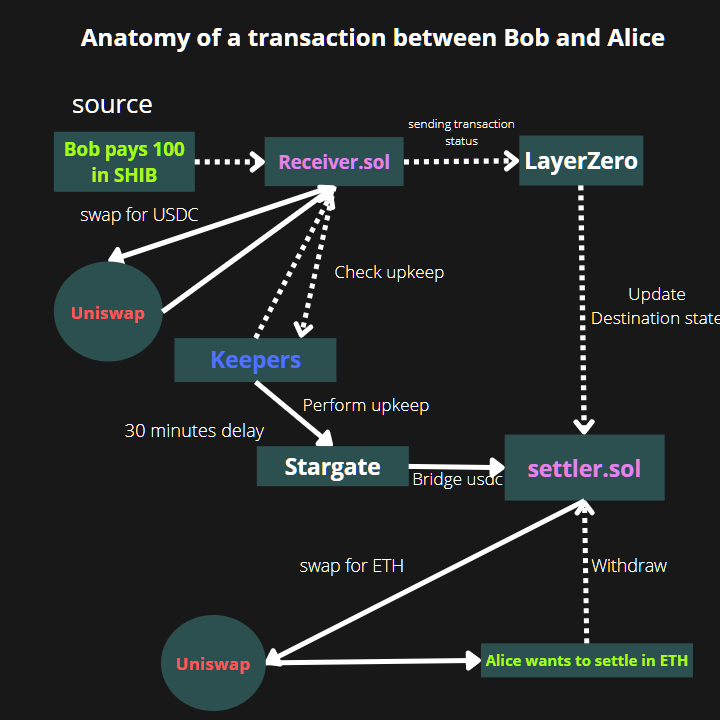 Anatomy of a transaction between Bob and Alice
source
Bob pays 100
in SHIB
Receiver.sol
sending transaction
status
LayerZero
swap for USDC
Uniswap
Check upkeep
Update
Destination state
Keepers
Perform upkeep
30 minutes delay
Stargate
Bridge usdc
settler.sol
swap for ETH
Withdraw
Uniswap
Alice wants to settle in ETH